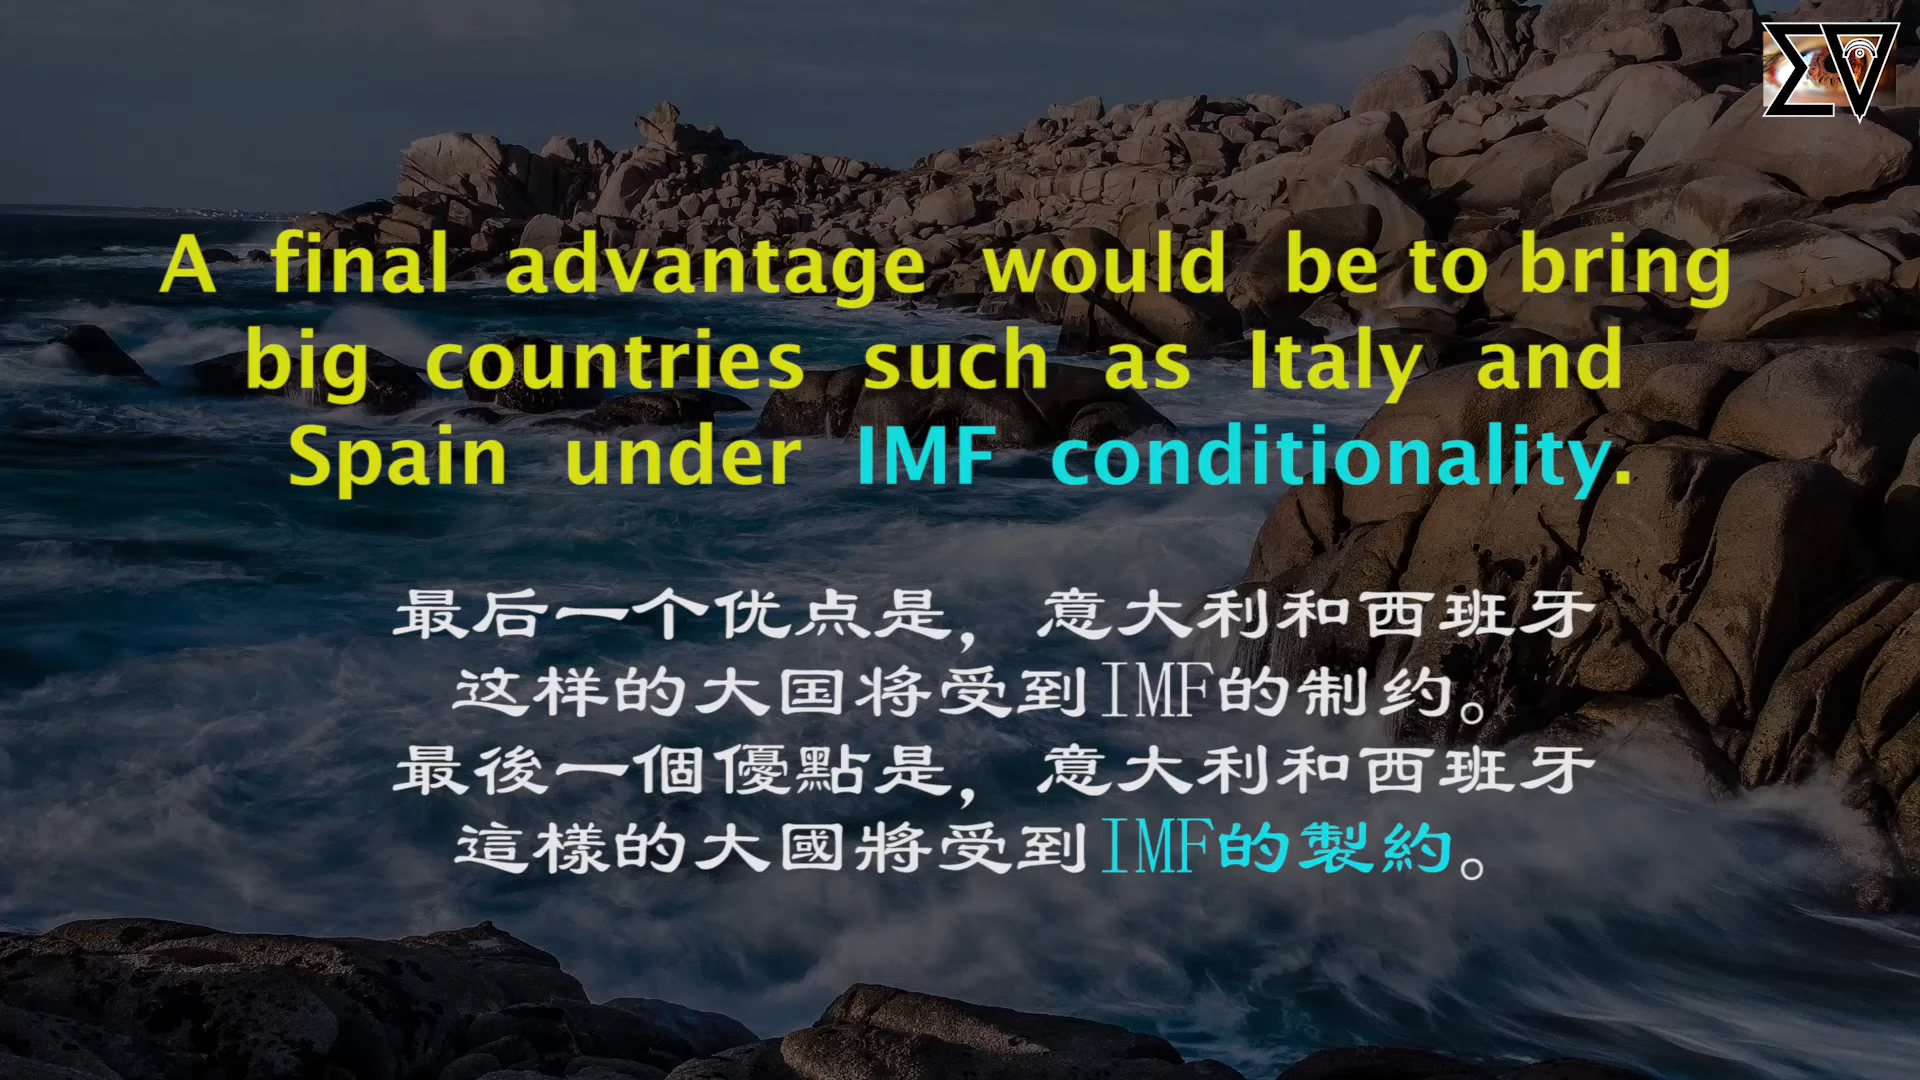 A final advantage would be to bring
big countries such as Italy and
Spain under IMF conditionality.
最后一个优点是，意大利和西班牙
这样的大国将受到IMF的制约。
最後一個優點是，意大利和西班牙
這樣的大國將受到IMF的製約。